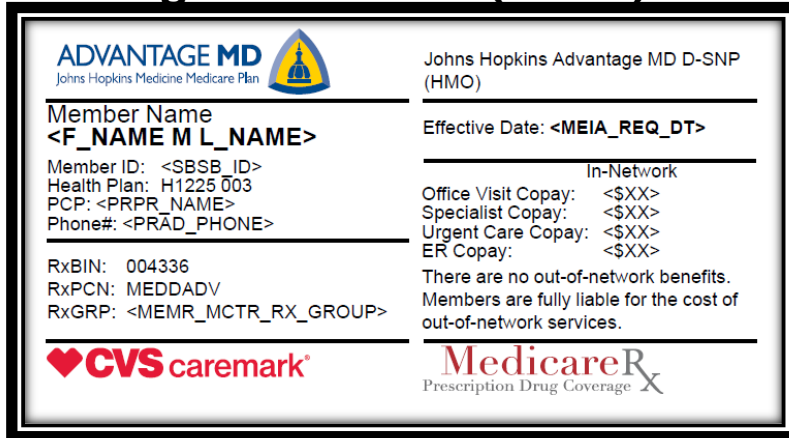 ADVANTAGE MD
Johns Hopkins Medicine Medicare Plan
Member Name
<F_NAME M L_NAME>
Member ID: <SBSB_ID>
Health Plan: H1225 003
PCP: <PRPR_NAME>
Phone#: <PRAD_PHONE>
RxBIN: 004336
RxPCN: MEDDADV
RxGRP: <MEMR_MCTR_RX_GROUP>
CVS caremark®
Johns Hopkins Advantage MD D-SNP
(HMO)
Effective Date: <MEIA_REQ_DT>
In-Network
Office Visit Copay: <$XX>
Specialist Copay: <$XX>
Urgent Care Copay: <$XX>
ER Copay: <$XX>
There are no out-of-network benefits.
Members are fully liable for the cost of
out-of-network services.
MedicareRx
Prescription Drug Coverage